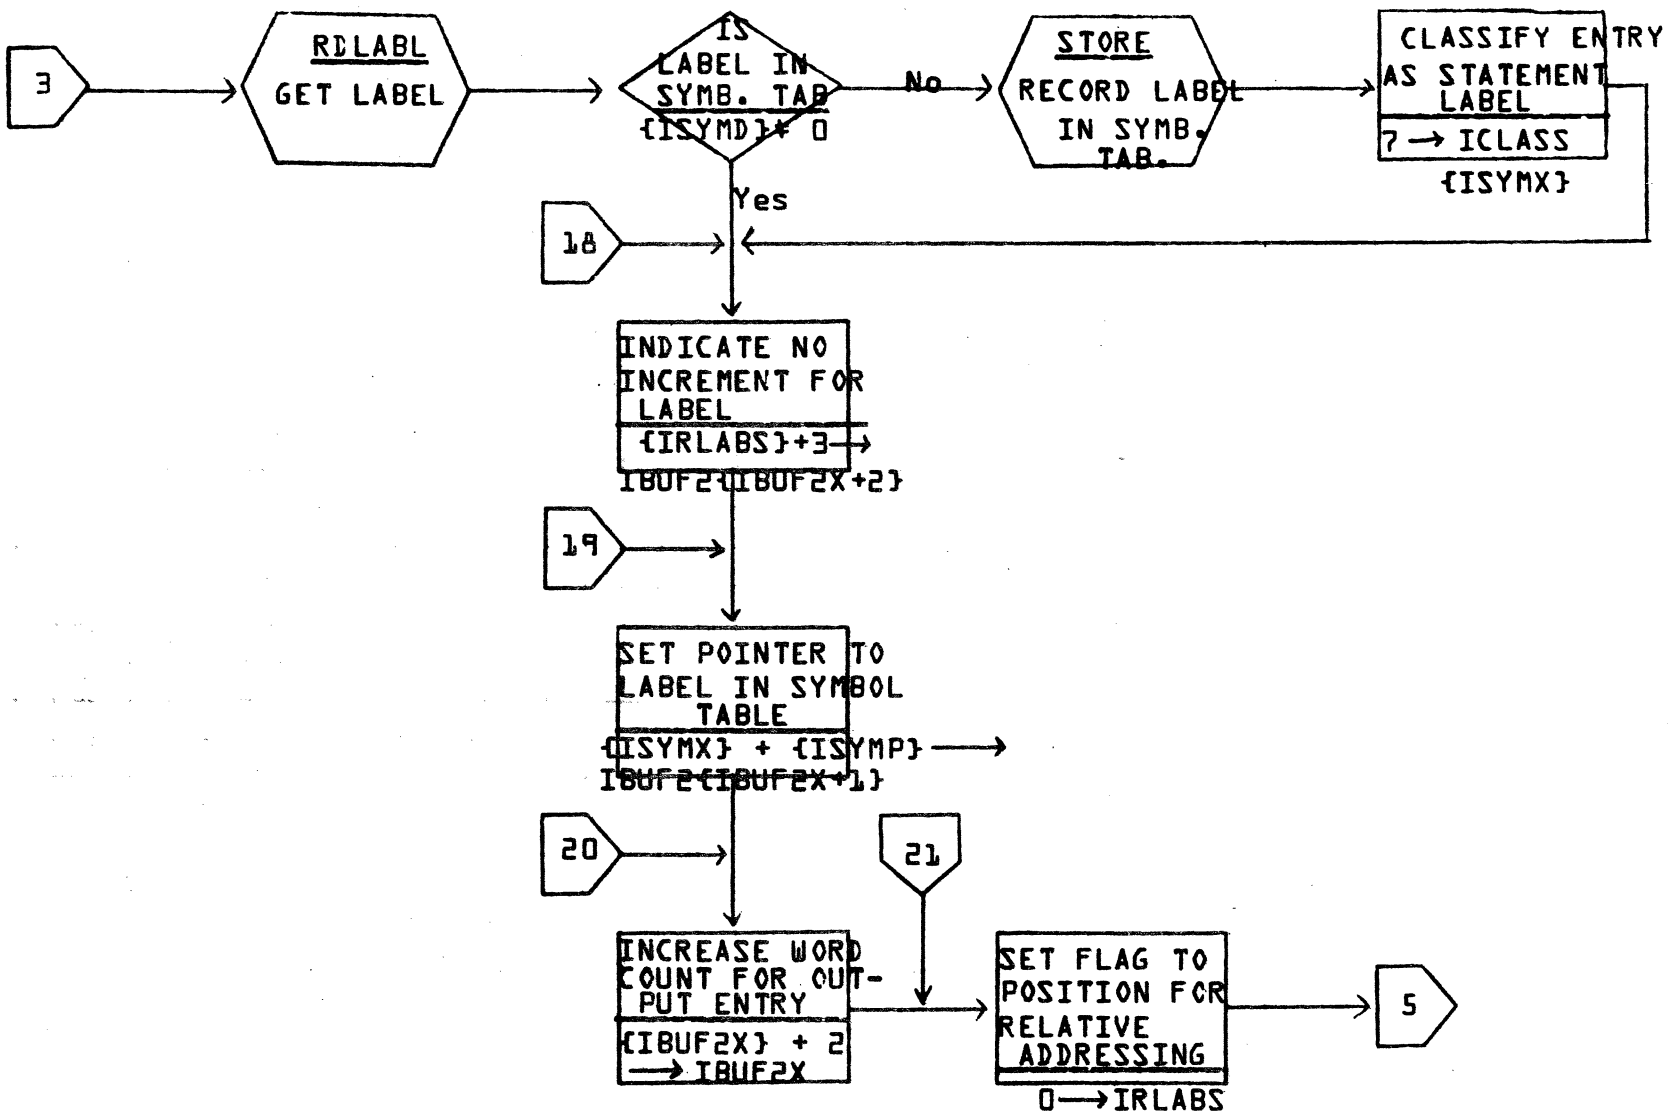 3
RDLABL
GET LABEL
IS
LABEL IN
SYMB. TAB
{ISYMD}≠ 0
No
Yes
STORE
RECORD LABEL
IN SYMB.
TAB.
CLASSIFY ENTRY
AS STATEMENT
LABEL
7 → ICLASS
{ISYMX}
18
INDICATE NO
INCREMENT FOR
LABEL
{IRLABS}+3→
IBUF2{IBUF2X+2}
19
SET POINTER TO
LABEL IN SYMBOL
TABLE
{ISYMX} + {ISYMP} →
IBUF2{IBUF2X+1}
20
21
INCREASE WORD
COUNT FOR OUT-
PUT ENTRY
{IBUF2X} + 2
→ IBUF2X
SET FLAG TO
POSITION FOR
RELATIVE
ADDRESSING
0→IRLABS
5